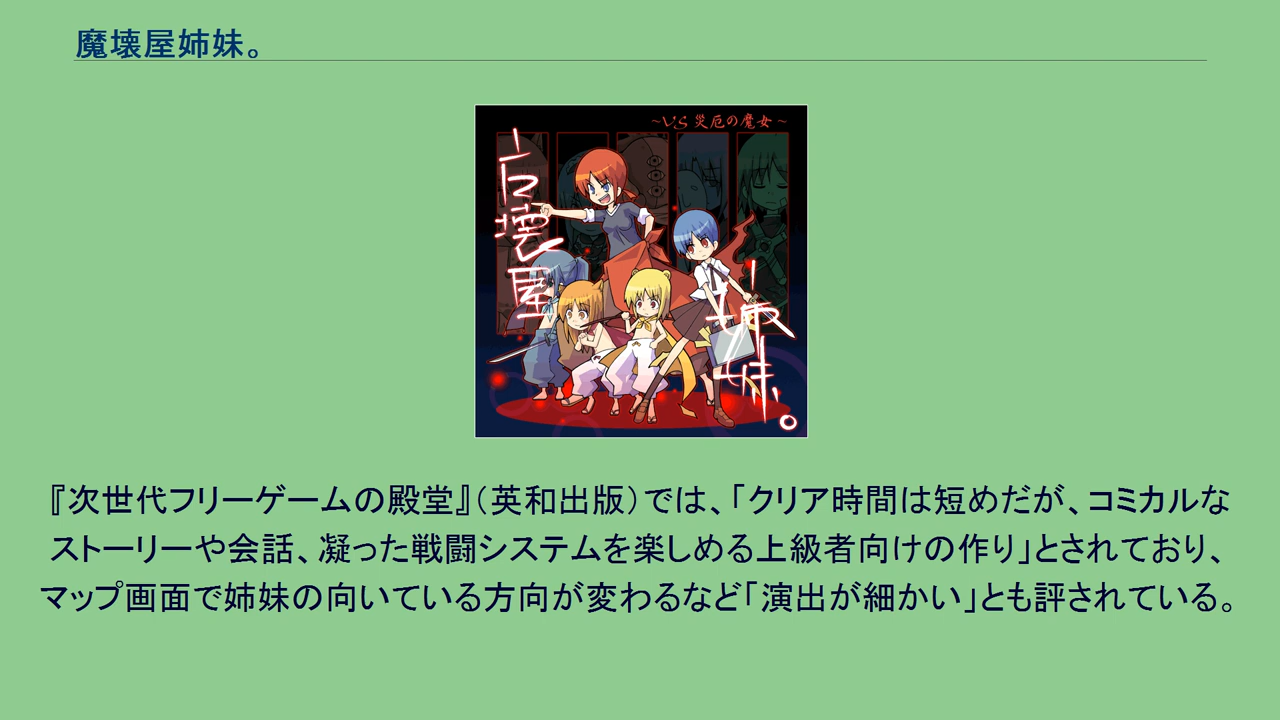 魔壊屋姉妹。
～VS 災厄の魔女～
壊屋
姉妹。
『次世代フリーゲームの殿堂』（英和出版）では、「クリア時間は短めだが、コミカルな
ストーリーや会話、凝った戦闘システムを楽しめる上級者向けの作り」とされており、
マップ画面で姉妹の向いている方向が変わるなど「演出が細かい」とも評されている。